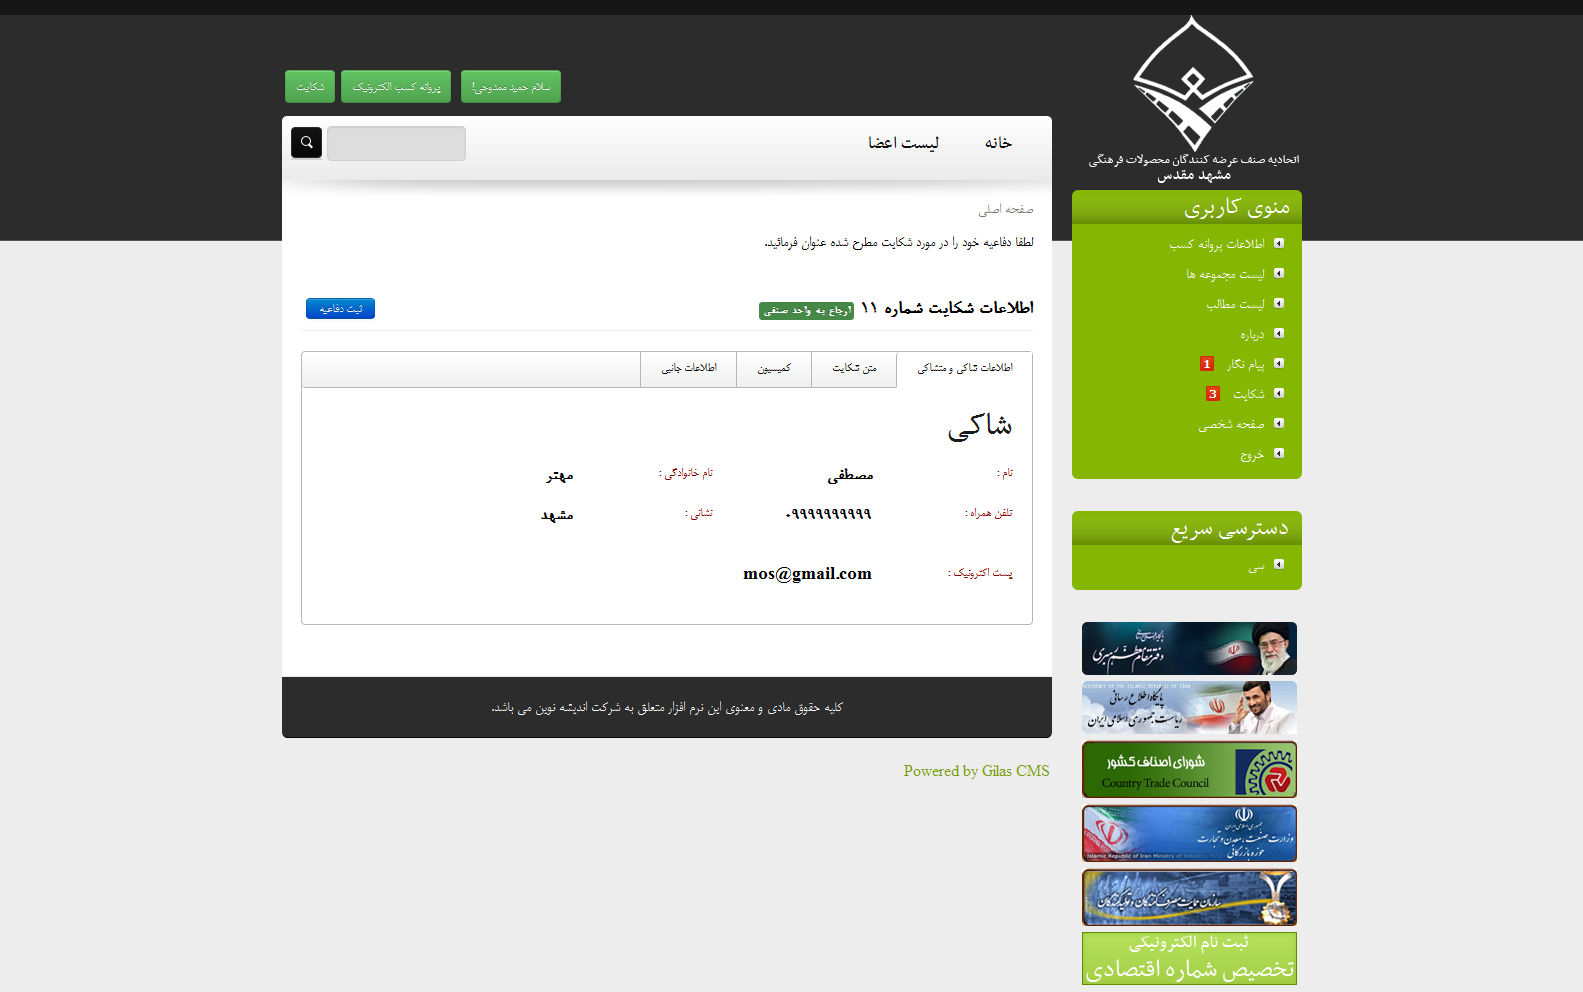 سلام حمید ممدوحی!
پروانه کسب الکترونیک
شکایت
اتحادیه صنف عرضه کنندگان محصولات فرهنگی
مشهد مقدس
خانه
لیست اعضا
صفحه اصلی
لطفا دفاعیه خود را در مورد شکایت مطرح شده عنوان فرمائید.
اطلاعات شکایت شماره ۱۱ ارجاع به واحد صنفی
ثبت دفاعیه
اطلاعات شاکی و متشاکی
متن شکایت
کمیسیون
اطلاعات جانبی
شاکی
نام : مصطفی
نام خانوادگی : مهتر
تلفن همراه : ۰۹۹۹۹۹۹۹۹۹۹
نشانی : مشهد
پست اکترونیک : mos@gmail.com
کلیه حقوق مادی و معنوی این نرم افزار متعلق به شرکت اندیشه نوین می باشد.
Powered by Gilas CMS
منوی کاربری
اطلاعات پروانه کسب
لیست مجموعه ها
لیست مطالب
درباره
پیام نگار 1
شکایت 3
صفحه شخصی
خروج
دسترسی سریع
سی
دفتر مقام معظم رهبری
پایگاه اطلاع رسانی
ریاست جمهوری اسلامی ایران
شورای اصناف کشور
Country Trade Council
جمهوری اسلامی ایران
وزارت صنعت، معدن و تجارت
حوزه بازرگانی
Islamic Republic of Iran Ministry of
سازمان حمایت مصرف کنندگان و تولیدکنندگان
ثبت نام الکترونیکی
تخصیص شماره اقتصادی